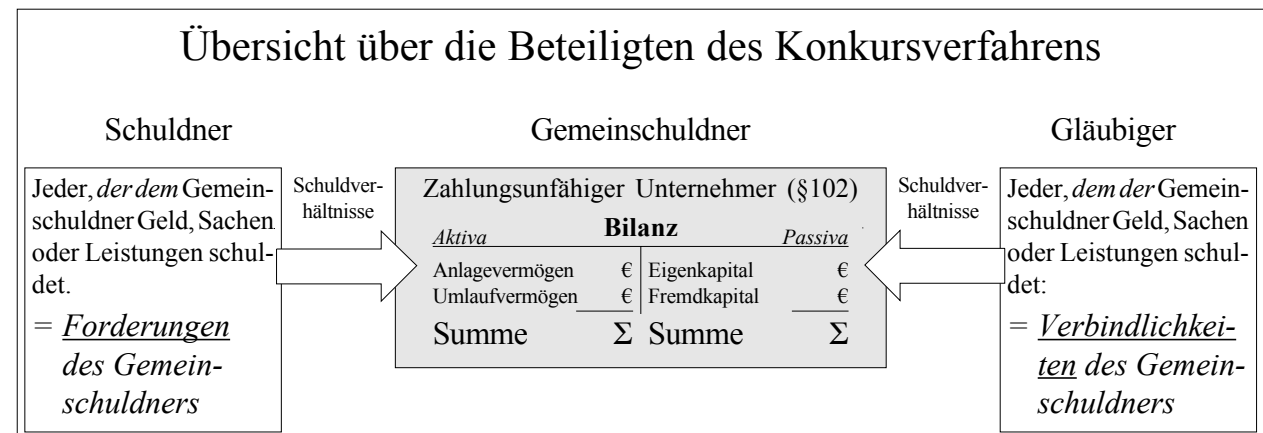 Übersicht über die Beteiligten des Konkursverfahrens
Schuldner
Jeder, der dem Gemein-
schuldner Geld, Sachen
oder Leistungen schul-
det.
= Forderungen
des Gemein-
schuldners
Schuldver-
hältnisse
Gemeinschuldner
Zahlungsunfähiger Unternehmer (§102)
Bilanz
Aktiva Passiva
Anlagevermögen € Eigenkapital €
Umlaufvermögen € Fremdkapital €
Summe Σ Summe Σ
Schuldver-
hältnisse
Gläubiger
Jeder, dem der Gemein-
schuldner Geld, Sachen
oder Leistungen schul-
det:
= Verbindlichkei-
ten des Gemein-
schuldners